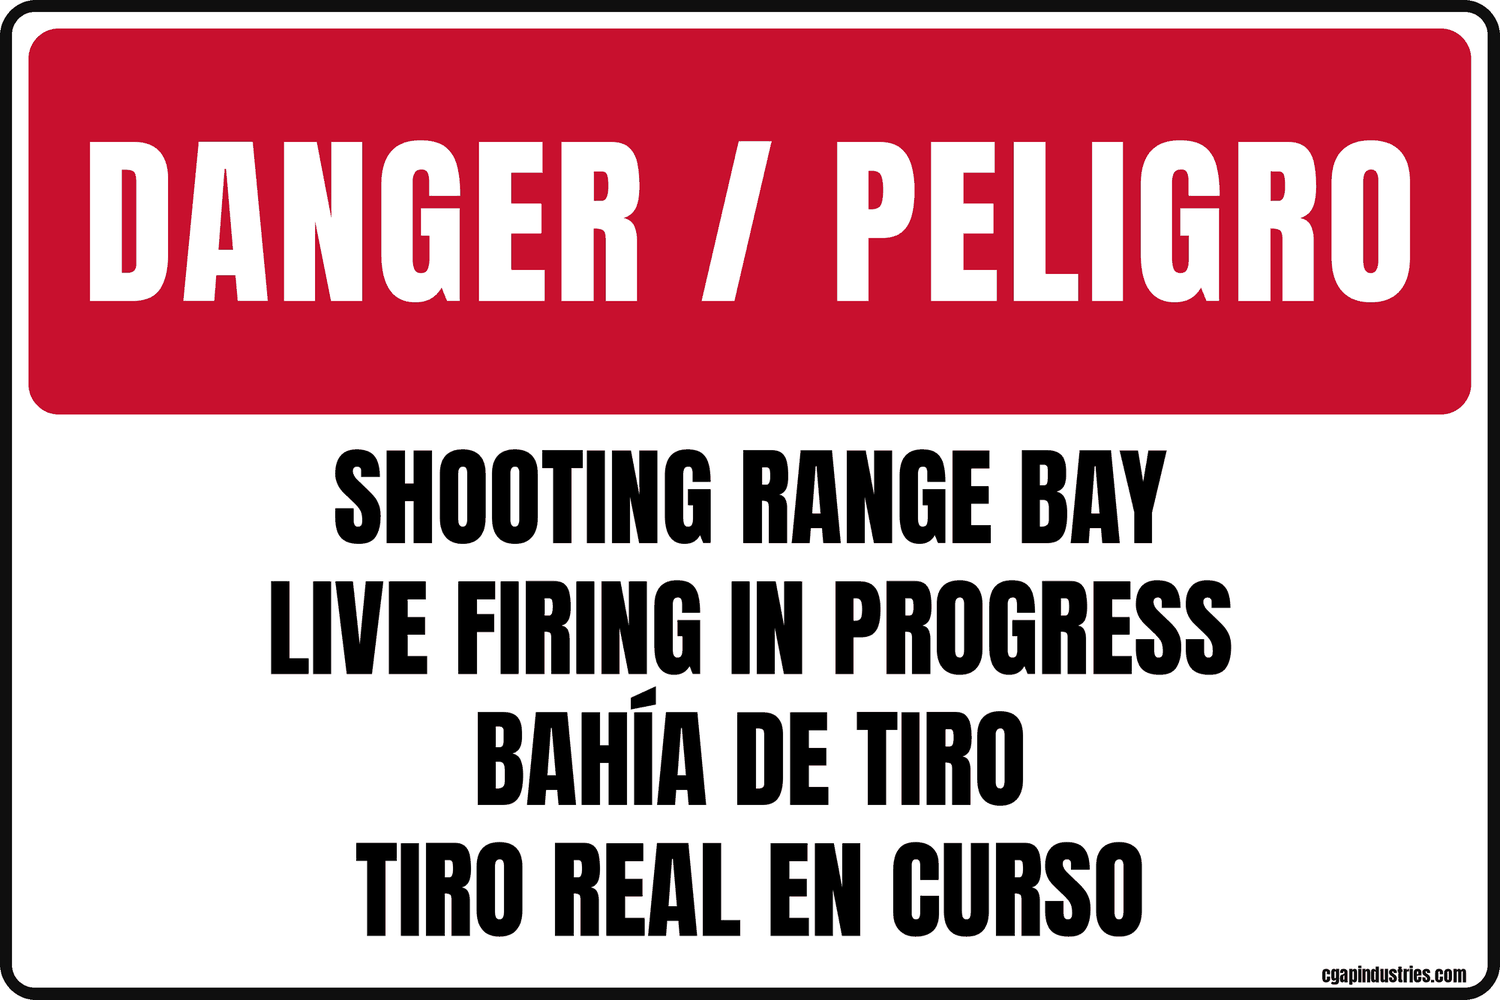 DANGER / PELIGRO
SHOOTING RANGE BAY
LIVE FIRING IN PROGRESS
BAHÍA DE TIRO
TIRO REAL EN CURSO
cgapindustries.com